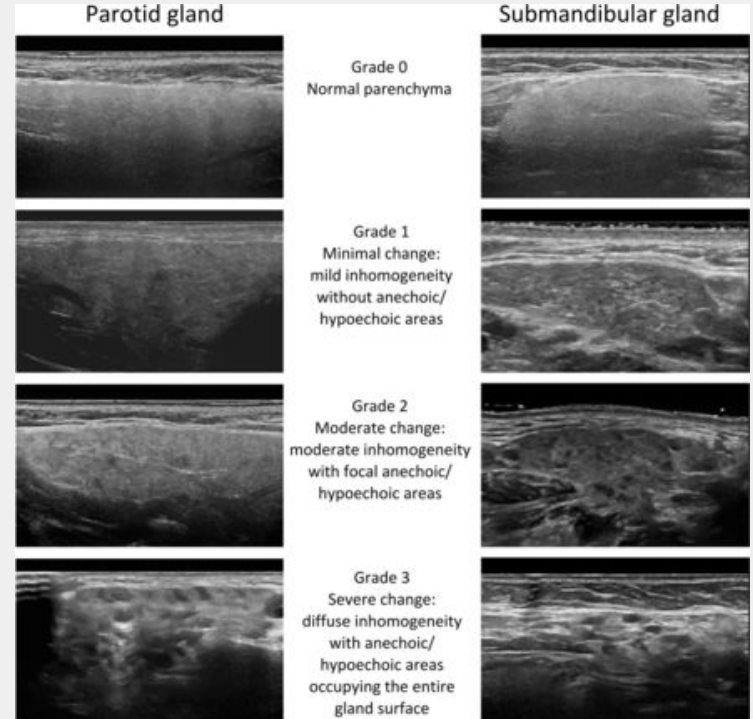 Parotid gland
Submandibular gland
Grade 0
Normal parenchyma
Grade 1
Minimal change:
mild inhomogeneity
without anechoic/
hypoechoic areas
Grade 2
Moderate change:
moderate inhomogeneity
with focal anechoic/
hypoechoic areas
Grade 3
Severe change:
diffuse inhomogeneity
with anechoic/
hypoechoic areas
occupying the entire
gland surface